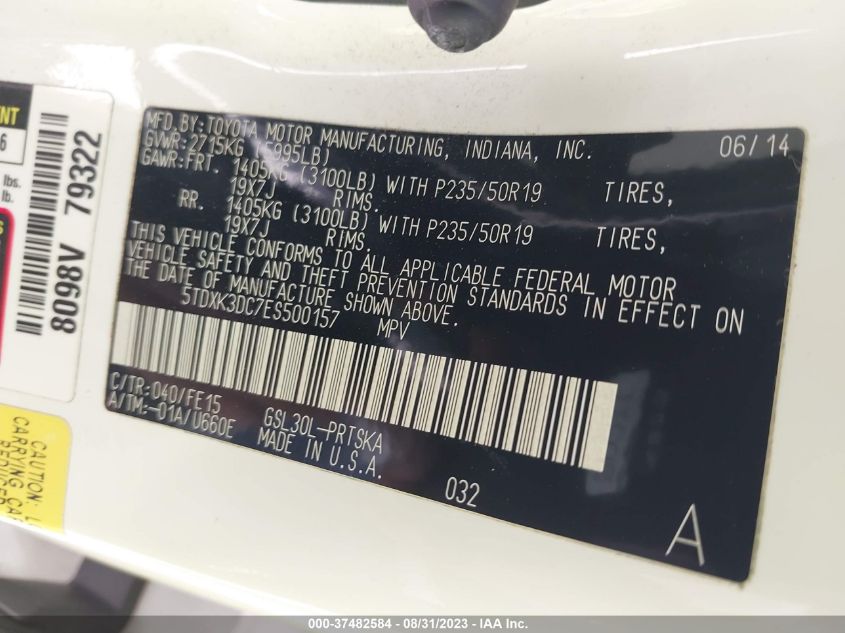 MFD.BY:TOYOTA MOTOR MANUFACTURING, INDIANA, INC. 06/14
GVWR:2715KG (5995LB)
GAWR:FRT. 1405KG (3100LB) WITH P235/50R19 TIRES,
19X7J RIMS.
RR. 1405KG (3100LB) WITH P235/50R19 TIRES,
19X7J RIMS.
THIS VEHICLE CONFORMS TO ALL APPLICABLE FEDERAL MOTOR
VEHICLE SAFETY AND THEFT PREVENTION STANDARDS IN EFFECT ON
THE DATE OF MANUFACTURE SHOWN ABOVE.
5TDXK3DC7ES500157 MPV
C/TR:040/FE15
A/TM:-01A/U660E
GSL30L-PRTSKA
MADE IN U.S.A.
032
A
8098V 79322
lbs.
lb.
CAUTION:
CARRYING
000-37482584 - 08/31/2023 - IAA Inc.